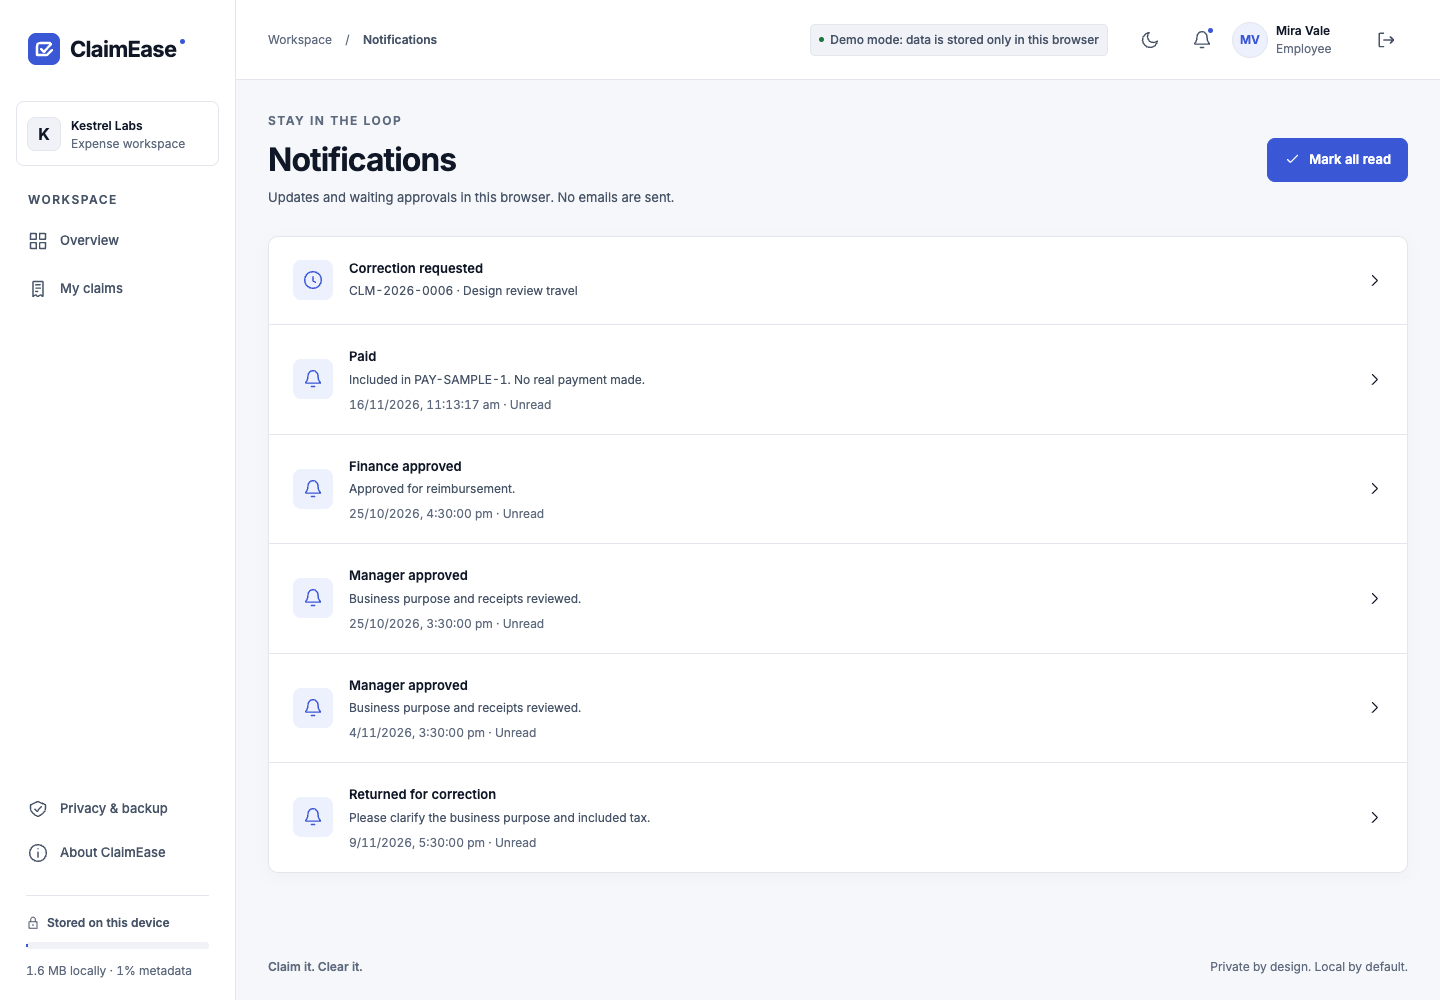 ClaimEase
K
Kestrel Labs
Expense workspace
WORKSPACE
Overview
My claims
Privacy & backup
About ClaimEase
Stored on this device
1.6 MB locally · 1% metadata
Workspace / Notifications
Demo mode: data is stored only in this browser
MV
Mira Vale
Employee
STAY IN THE LOOP
Notifications
Updates and waiting approvals in this browser. No emails are sent.
Mark all read
Correction requested
CLM-2026-0006 · Design review travel
Paid
Included in PAY-SAMPLE-1. No real payment made.
16/11/2026, 11:13:17 am · Unread
Finance approved
Approved for reimbursement.
25/10/2026, 4:30:00 pm · Unread
Manager approved
Business purpose and receipts reviewed.
25/10/2026, 3:30:00 pm · Unread
Manager approved
Business purpose and receipts reviewed.
4/11/2026, 3:30:00 pm · Unread
Returned for correction
Please clarify the business purpose and included tax.
9/11/2026, 5:30:00 pm · Unread
Claim it. Clear it.
Private by design. Local by default.